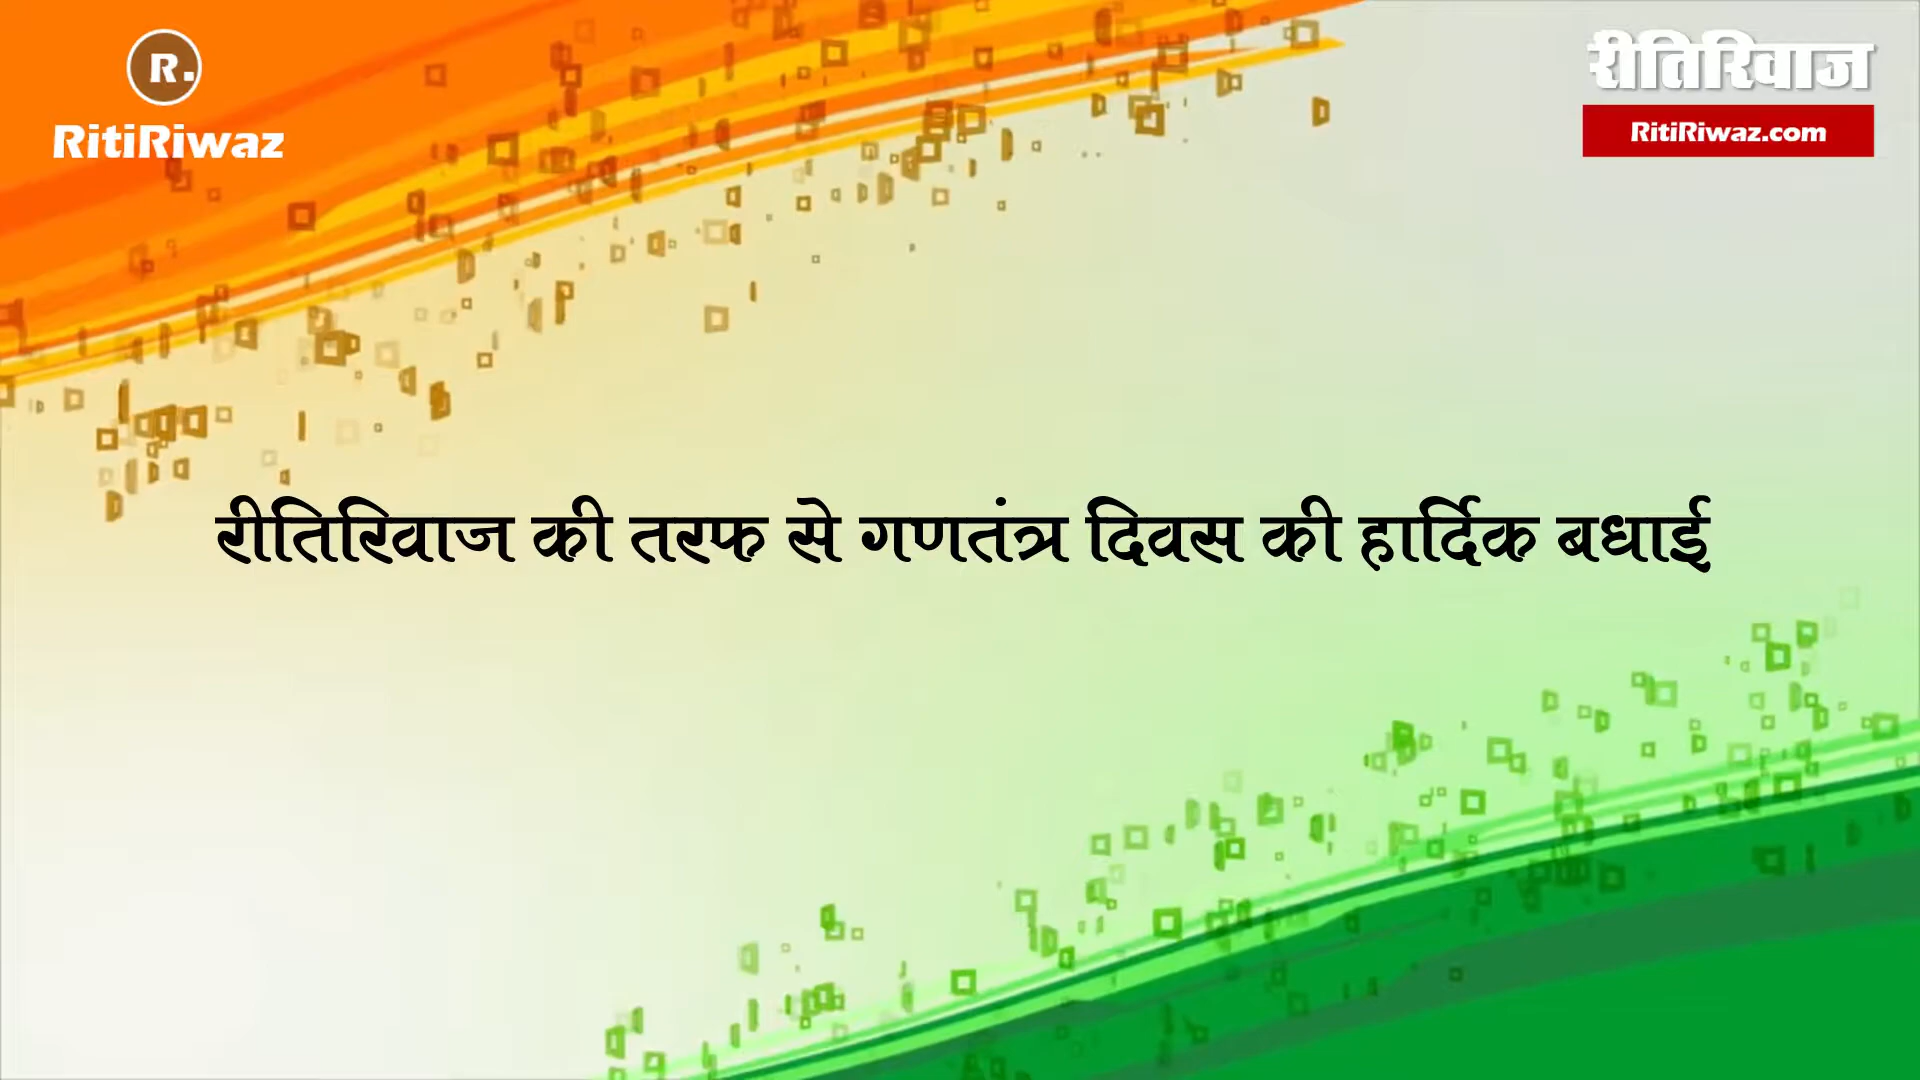 R.
RitiRiwaz
रीतिरिवाज
RitiRiwaz.com
रीतिरिवाज की तरफ से गणतंत्र दिवस की हार्दिक बधाई